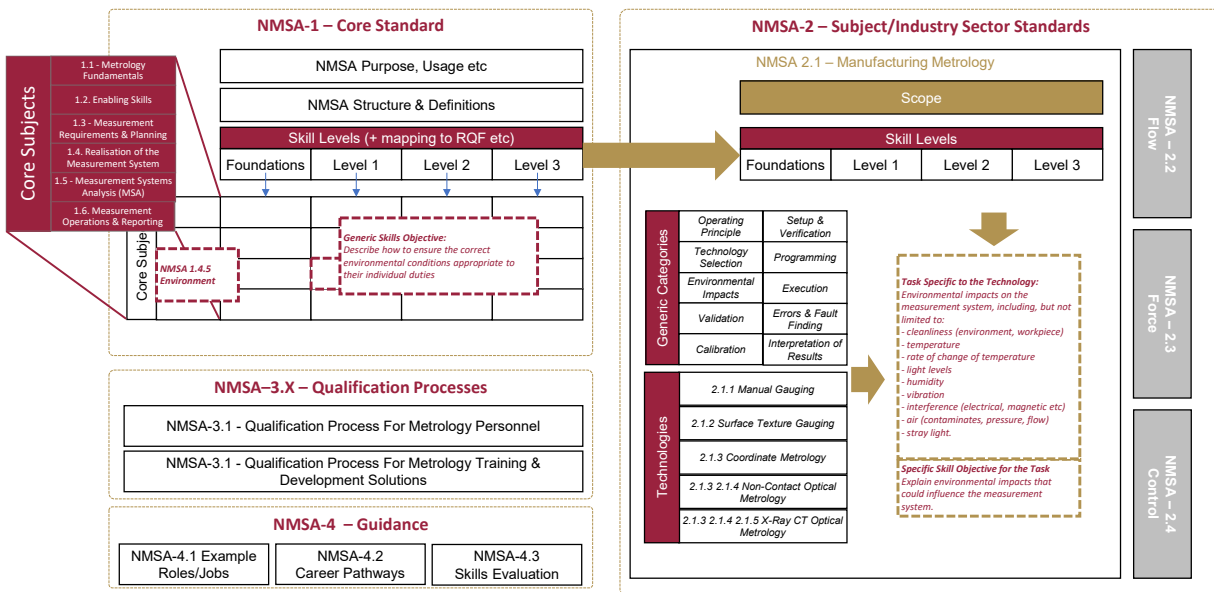 NMSA-1 – Core Standard
Core Subjects
1.1 - Metrology
Fundamentals
1.2. Enabling Skills
1.3 - Measurement
Requirements & Planning
1.4. Realisation of the
Measurement System
1.5 - Measurement Systems
Analysis (MSA)
1.6. Measurement
Operations & Reporting
NMSA Purpose, Usage etc
NMSA Structure & Definitions
Skill Levels (+ mapping to RQF etc)
Foundations
Level 1
Level 2
Level 3
Core Subje
NMSA 1.4.5
Environment
Generic Skills Objective:
Describe how to ensure the correct
environmental conditions appropriate to
their individual duties
NMSA–3.X – Qualification Processes
NMSA-3.1 - Qualification Process For Metrology Personnel
NMSA-3.1 - Qualification Process For Metrology Training &
Development Solutions
NMSA-4 – Guidance
NMSA-4.1 Example
Roles/Jobs
NMSA-4.2
Career Pathways
NMSA-4.3
Skills Evaluation
NMSA-2 – Subject/Industry Sector Standards
NMSA 2.1 – Manufacturing Metrology
Scope
Skill Levels
Foundations
Level 1
Level 2
Level 3
Generic Categories
Operating
Principle
Setup &
Verification
Technology
Selection
Programming
Environmental
Impacts
Execution
Validation
Errors & Fault
Finding
Calibration
Interpretation of
Results
Technologies
2.1.1 Manual Gauging
2.1.2 Surface Texture Gauging
2.1.3 Coordinate Metrology
2.1.3 2.1.4 Non-Contact Optical
Metrology
2.1.3 2.1.4 2.1.5 X-Ray CT Optical
Metrology
Task Specific to the Technology:
Environmental impacts on the
measurement system, including, but not
limited to:
- cleanliness (environment, workpiece)
- temperature
- rate of change of temperature
- light levels
- humidity
- vibration
- interference (electrical, magnetic etc)
- air (contaminates, pressure, flow)
- stray light.
Specific Skill Objective for the Task
Explain environmental impacts that
could influence the measurement
system.
NMSA – 2.2
Flow
NMSA – 2.3
Force
NMSA – 2.4
Control